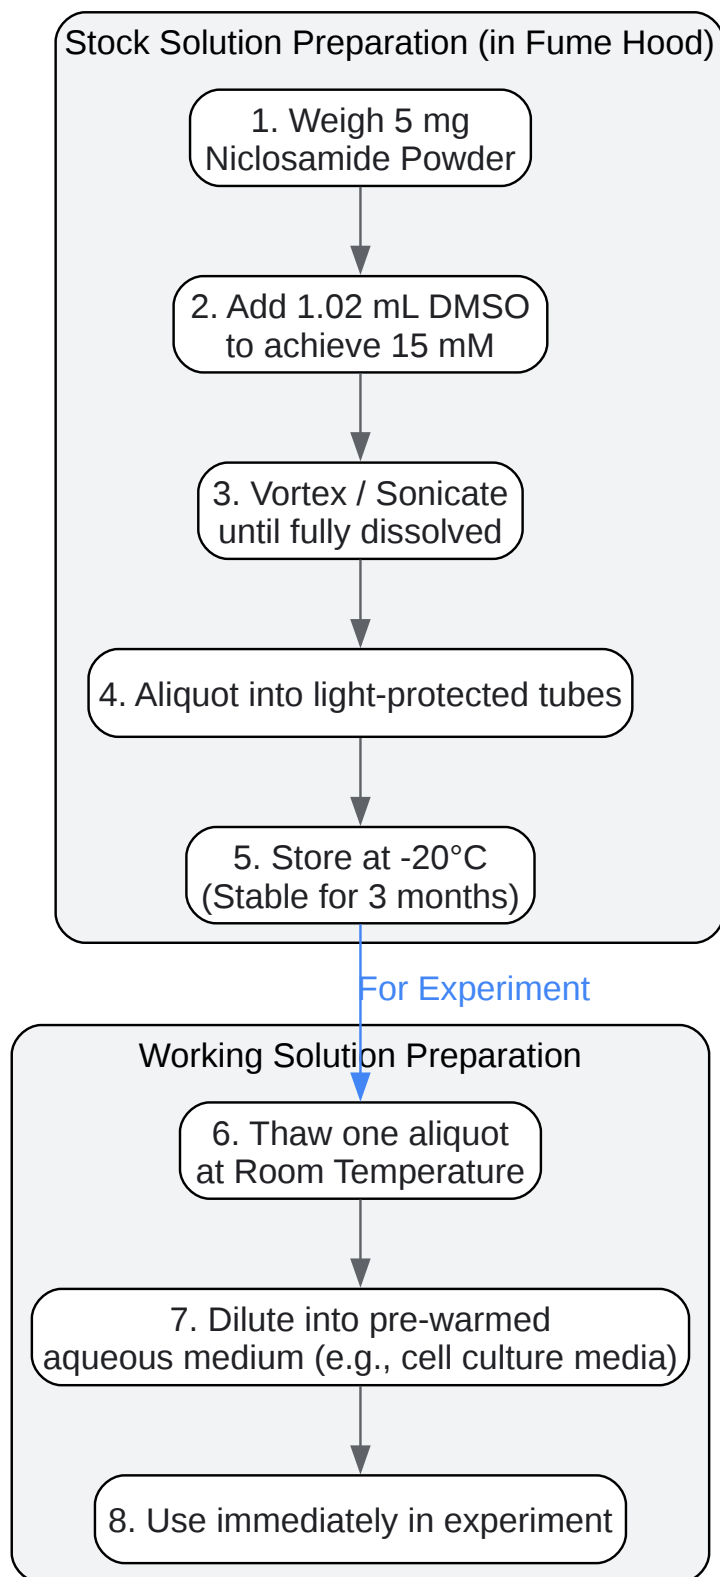 Stock Solution Preparation (in Fume Hood)
1. Weigh 5 mg
Niclosamide Powder
2. Add 1.02 mL DMSO
to achieve 15 mM
3. Vortex / Sonicate
until fully dissolved
4. Aliquot into light-protected tubes
5. Store at -20°C
(Stable for 3 months)
For Experiment
Working Solution Preparation
6. Thaw one aliquot
at Room Temperature
7. Dilute into pre-warmed
aqueous medium (e.g., cell culture media)
8. Use immediately in experiment